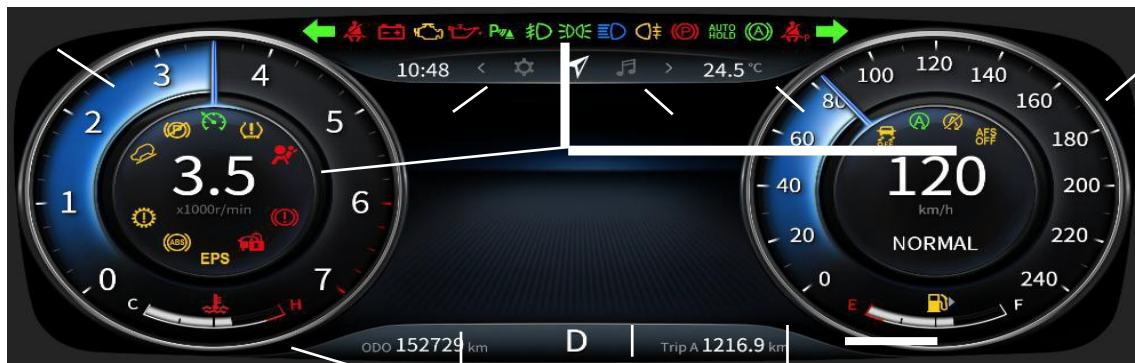 P AUTO HOLD A P
10:48 < > 24.5 °C
0 1 2 3 4 5 6 7
P
3.5
x1000r/min
ABS
EPS
C H
0 20 40 60 80 100 120 140 160 180 200 220 240
OFF A AFS OFF
120
km/h
NORMAL
E F
ODO 152729 km
D
Trip A 1216.9 km